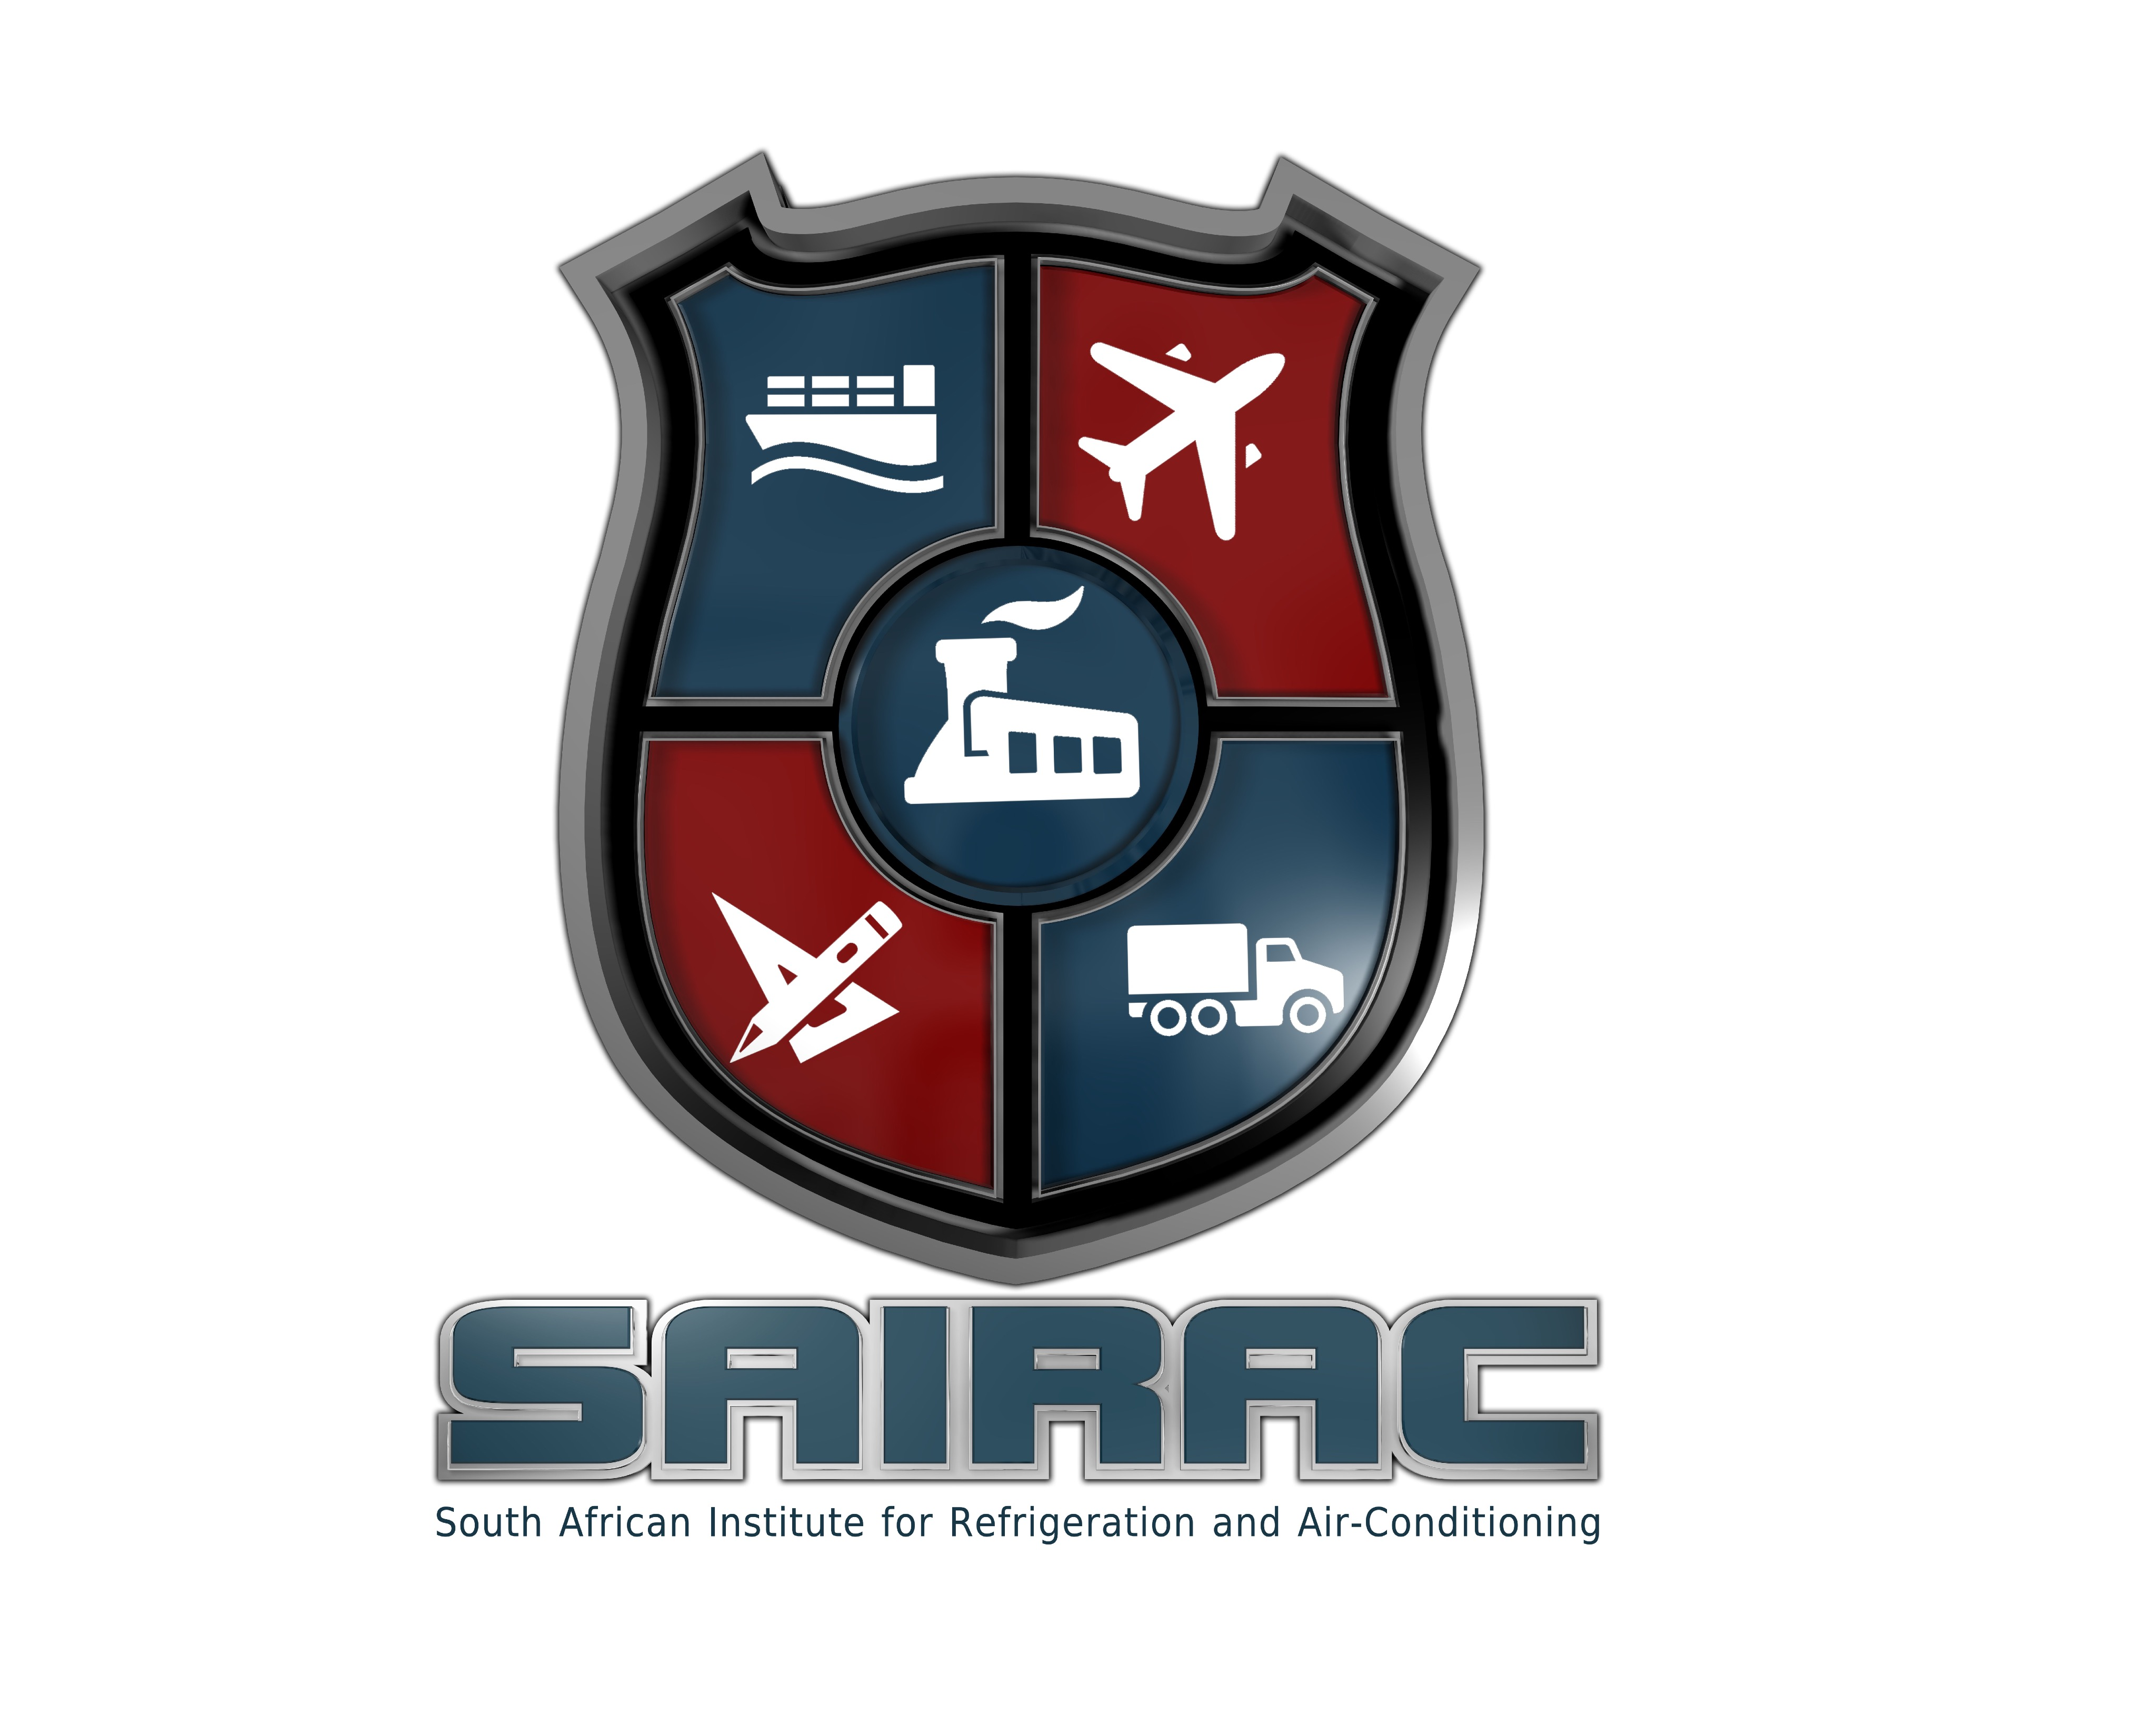 SAIRAC
South African Institute for Refrigeration and Air-Conditioning